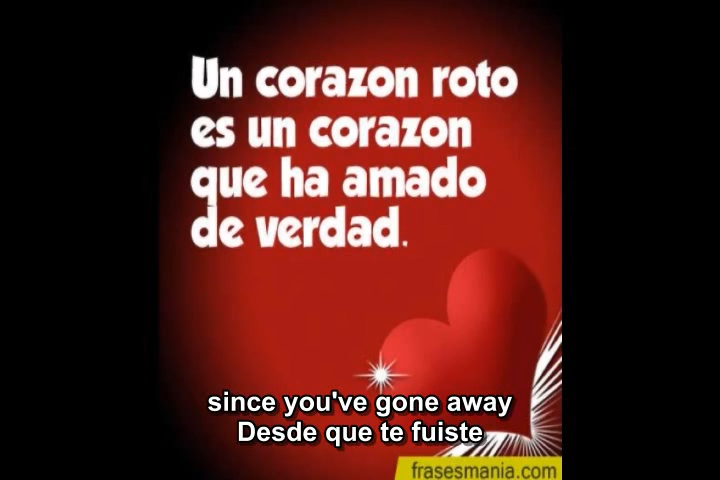 Un corazon roto
es un corazon
que ha amado
de verdad.
since you've gone away
Desde que te fuiste
frasesmania.com